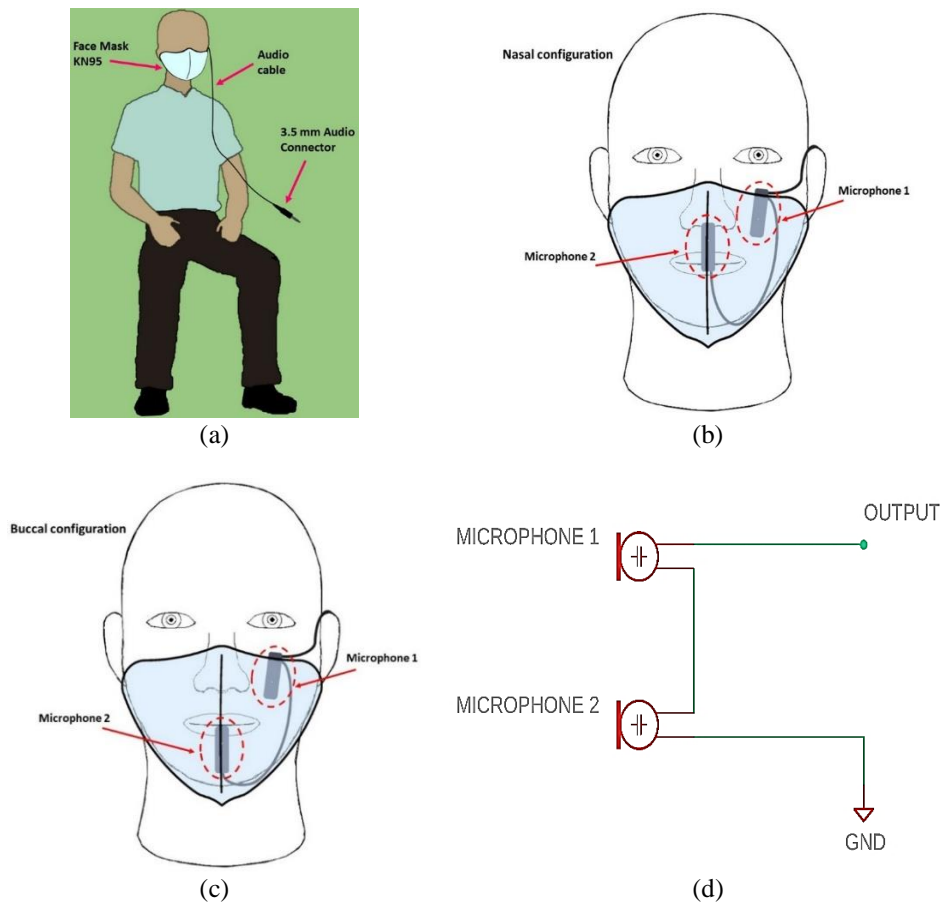 Face Mask
KN95
Audio
cable
3.5 mm Audio
Connector
(a)
Nasal configuration
Microphone 1
Microphone 2
(b)
Buccal configuration
Microphone 1
Microphone 2
(c)
MICROPHONE 1
OUTPUT
MICROPHONE 2
GND
(d)